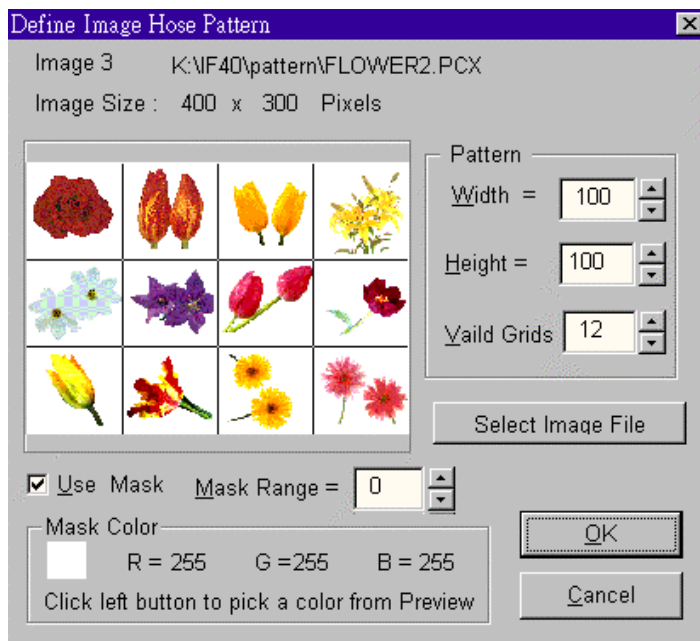 Define Image Hose Pattern
Image 3 K:\IF40\pattern\FLOWER2.PCX
Image Size : 400 x 300 Pixels
Pattern
Width = 100
Height = 100
Vaild Grids 12
Select Image File
Use Mask Mask Range = 0
Mask Color
R = 255 G =255 B = 255
Click left button to pick a color from Preview
OK
Cancel